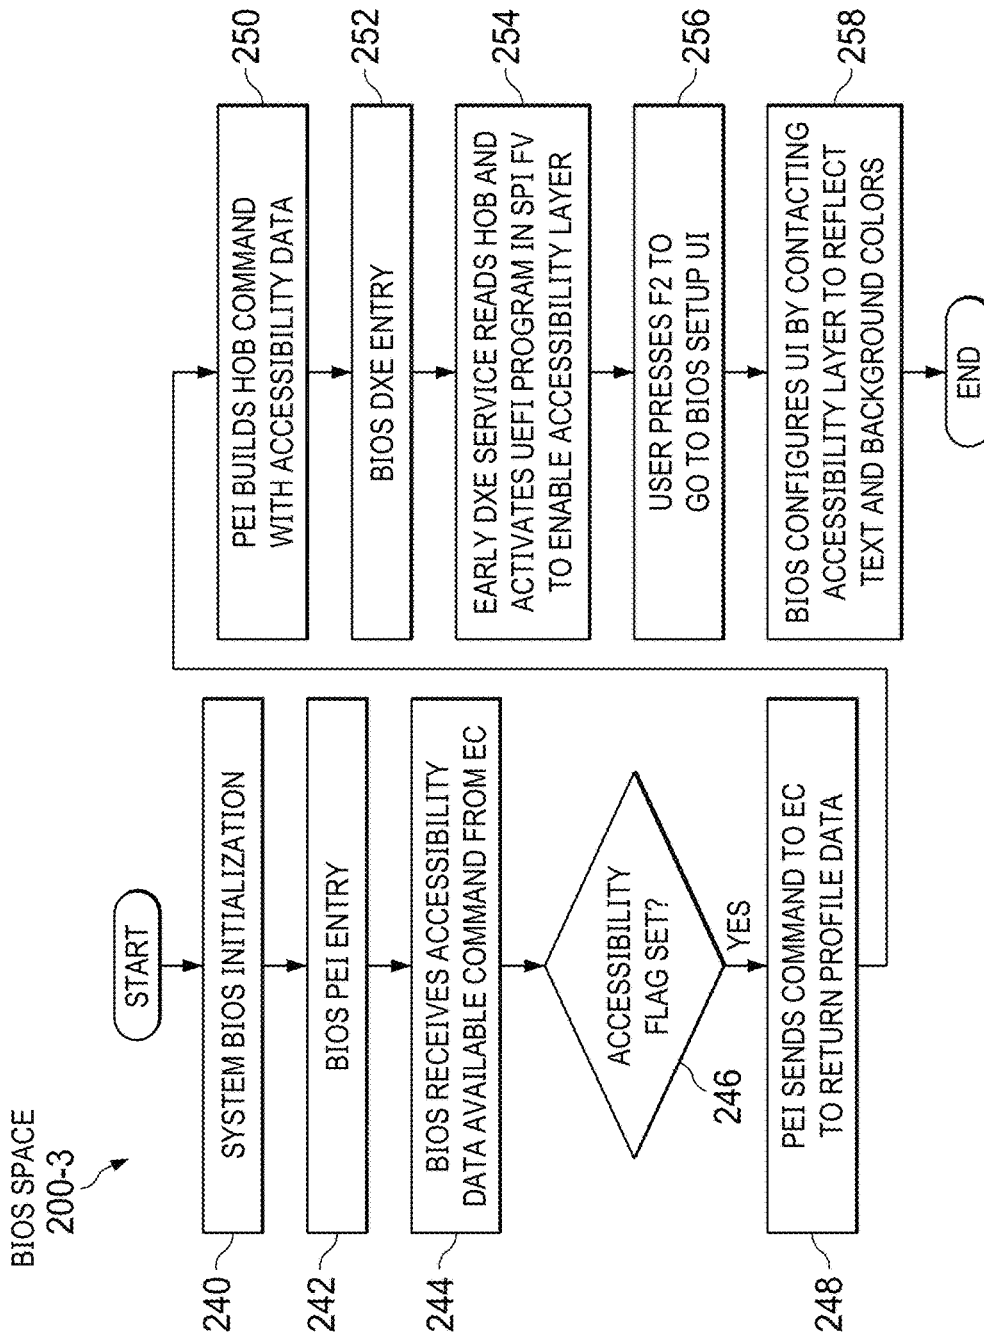 BIOS SPACE
200-3
START
SYSTEM BIOS INITIALIZATION
240
BIOS PEI ENTRY
242
BIOS RECEIVES ACCESSIBILITY
DATA AVAILABLE COMMAND FROM EC
244
ACCESSIBILITY
FLAG SET?
246
YES
PEI SENDS COMMAND TO EC
TO RETURN PROFILE DATA
248
PEI BUILDS HOB COMMAND
WITH ACCESSIBILITY DATA
250
BIOS DXE ENTRY
252
EARLY DXE SERVICE READS HOB AND
ACTIVATES UEFI PROGRAM IN SPI FV
TO ENABLE ACCESSIBILITY LAYER
254
USER PRESSES F2 TO
GO TO BIOS SETUP UI
256
BIOS CONFIGURES UI BY CONTACTING
ACCESSIBILITY LAYER TO REFLECT
TEXT AND BACKGROUND COLORS
258
END